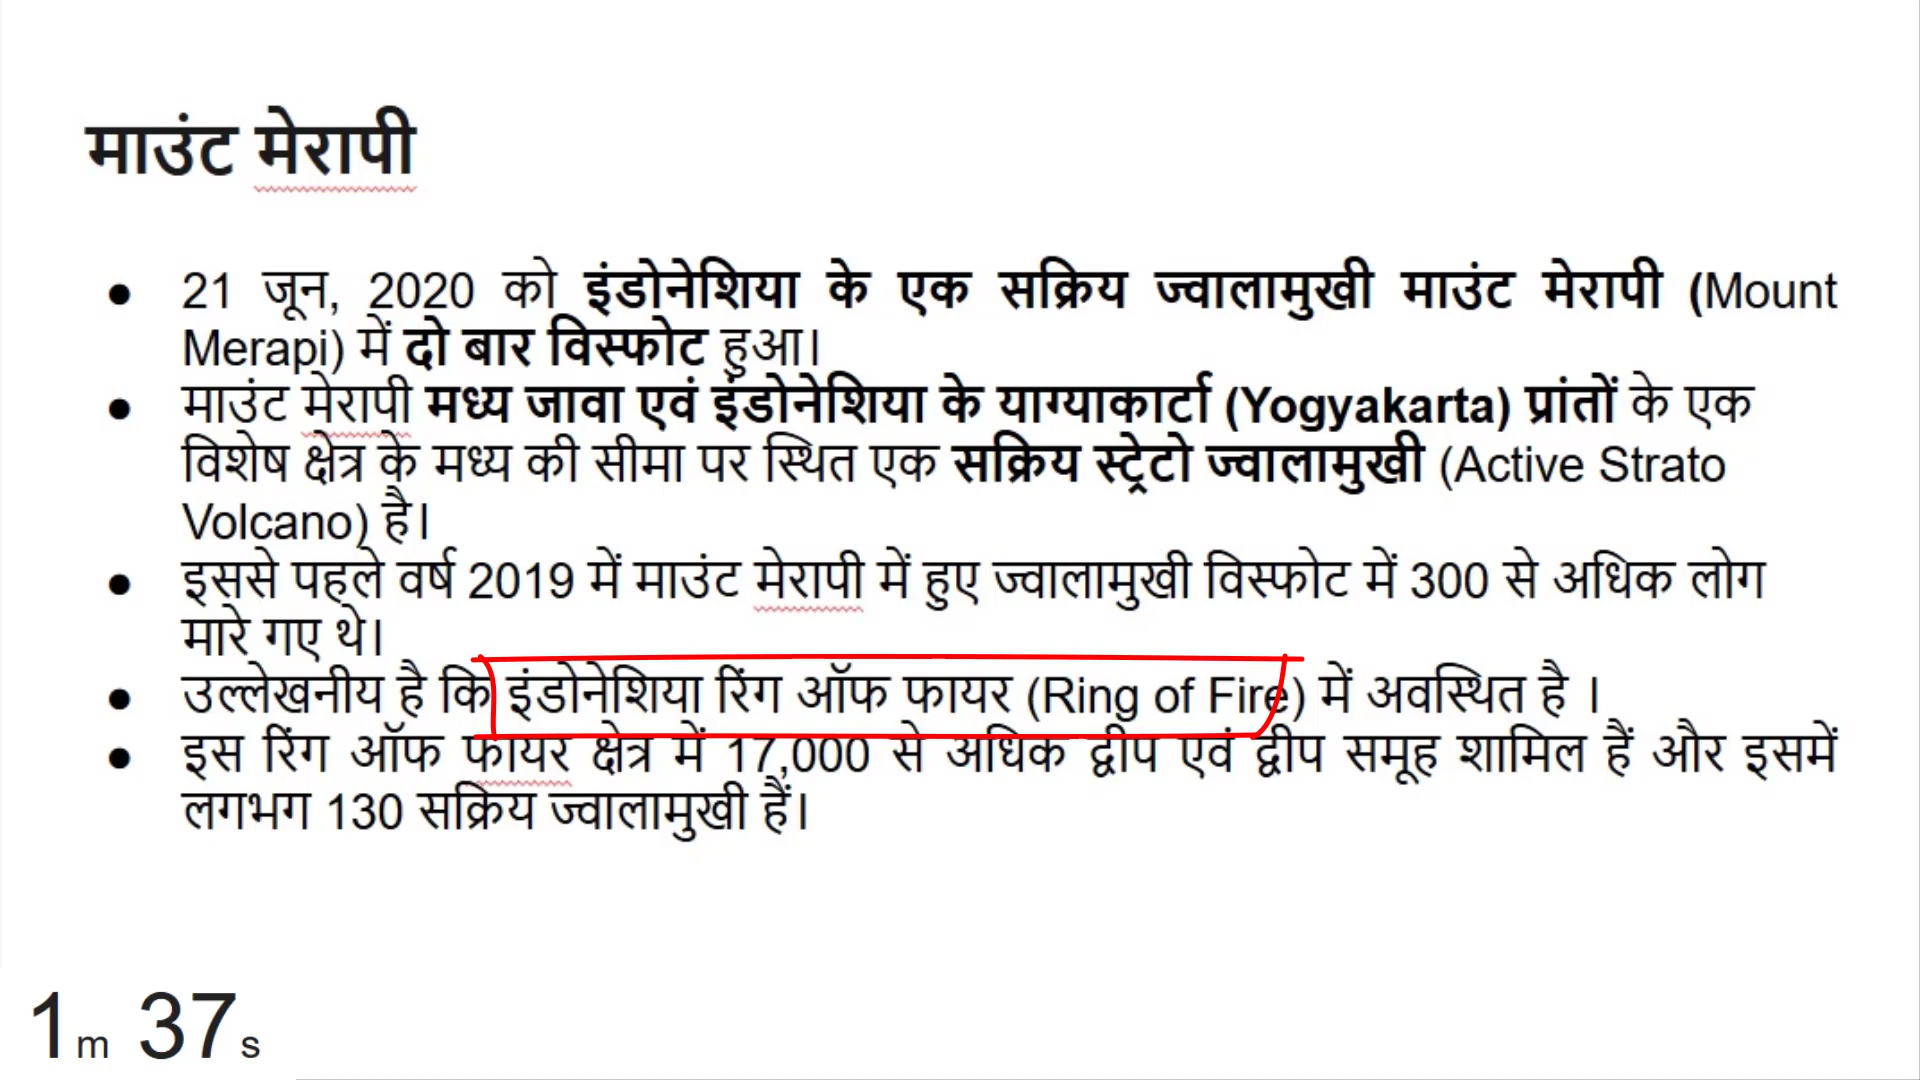 माउंट मेरापी
● 21 जून, 2020 को इंडोनेशिया के एक सक्रिय ज्वालामुखी माउंट मेरापी (Mount
Merapi) में दो बार विस्फोट हुआ।
● माउंट मेरापी मध्य जावा एवं इंडोनेशिया के याग्याकार्टा (Yogyakarta) प्रांतों के एक
विशेष क्षेत्र के मध्य की सीमा पर स्थित एक सक्रिय स्ट्रेटो ज्वालामुखी (Active Strato
Volcano) है।
● इससे पहले वर्ष 2019 में माउंट मेरापी में हुए ज्वालामुखी विस्फोट में 300 से अधिक लोग
मारे गए थे।
● उल्लेखनीय है कि इंडोनेशिया रिंग ऑफ फायर (Ring of Fire) में अवस्थित है ।
● इस रिंग ऑफ फायर क्षेत्र में 17,000 से अधिक द्वीप एवं द्वीप समूह शामिल हैं और इसमें
लगभग 130 सक्रिय ज्वालामुखी हैं।
1m 37s